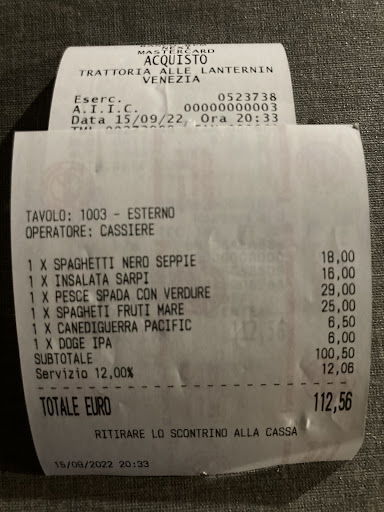 MASTERCARD
ACQUISTO
TRATTORIA ALLE LANTERNIN
VENEZIA
Eserc. 0523738
A.I.I.C. 00000000003
Data 15/09/22 Ora 20:33
TAVOLO: 1003 - ESTERNO
OPERATORE: CASSIERE
1 X SPAGHETTI NERO SEPPIE 18,00
1 X INSALATA SARPI 16,00
1 X PESCE SPADA CON VERDURE 29,00
1 X SPAGHETI FRUTI MARE 25,00
1 X CANEDIGUERRA PACIFIC 6,50
1 X DOGE IPA 6,00
SUBTOTALE 100,50
Servizio 12,00% 12,06
TOTALE EURO 112,56
RITIRARE LO SCONTRINO ALLA CASSA
15/09/2022 20:33